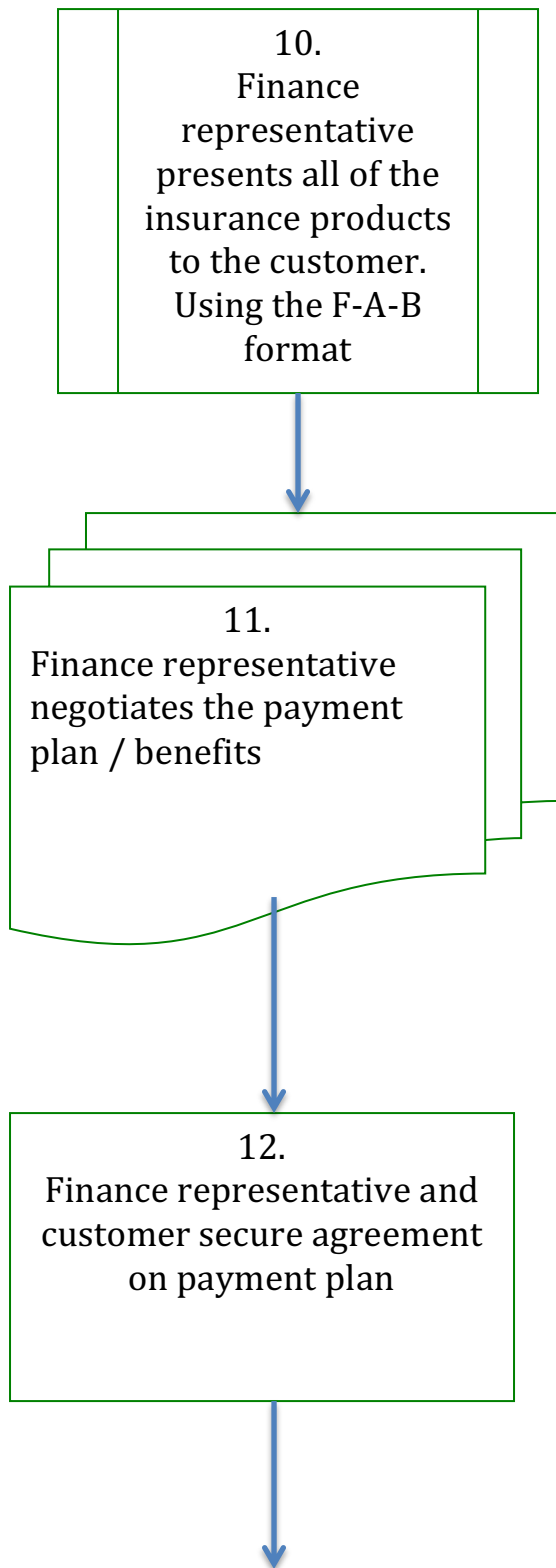 10.
Finance
representative
presents all of the
insurance products
to the customer.
Using the F-A-B
format
11.
Finance representative
negotiates the payment
plan / benefits
12.
Finance representative and
customer secure agreement
on payment plan